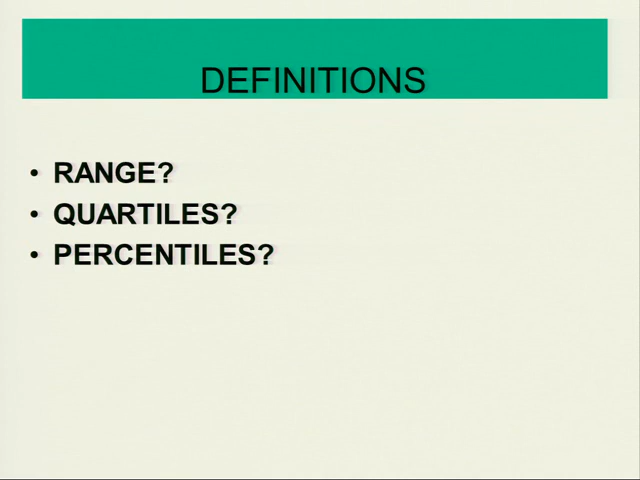 DEFINITIONS
• RANGE?
• QUARTILES?
• PERCENTILES?